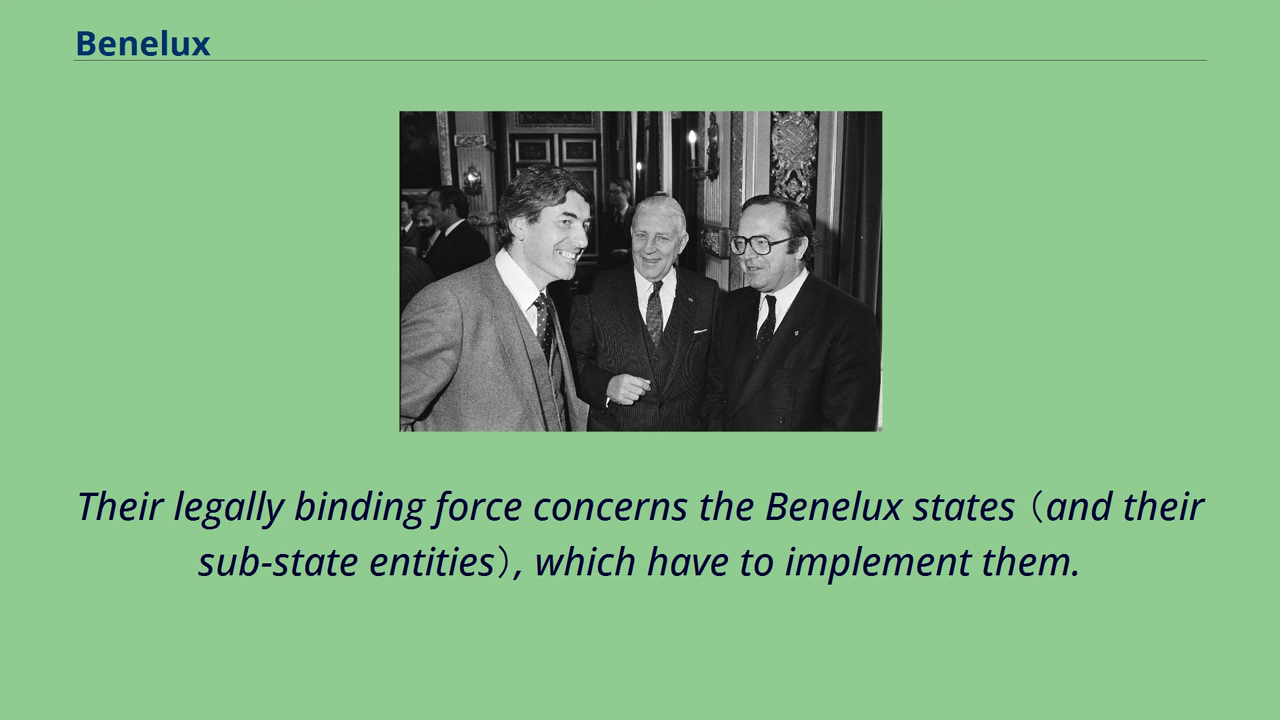 Benelux
Their legally binding force concerns the Benelux states（and their
sub-state entities）, which have to implement them.